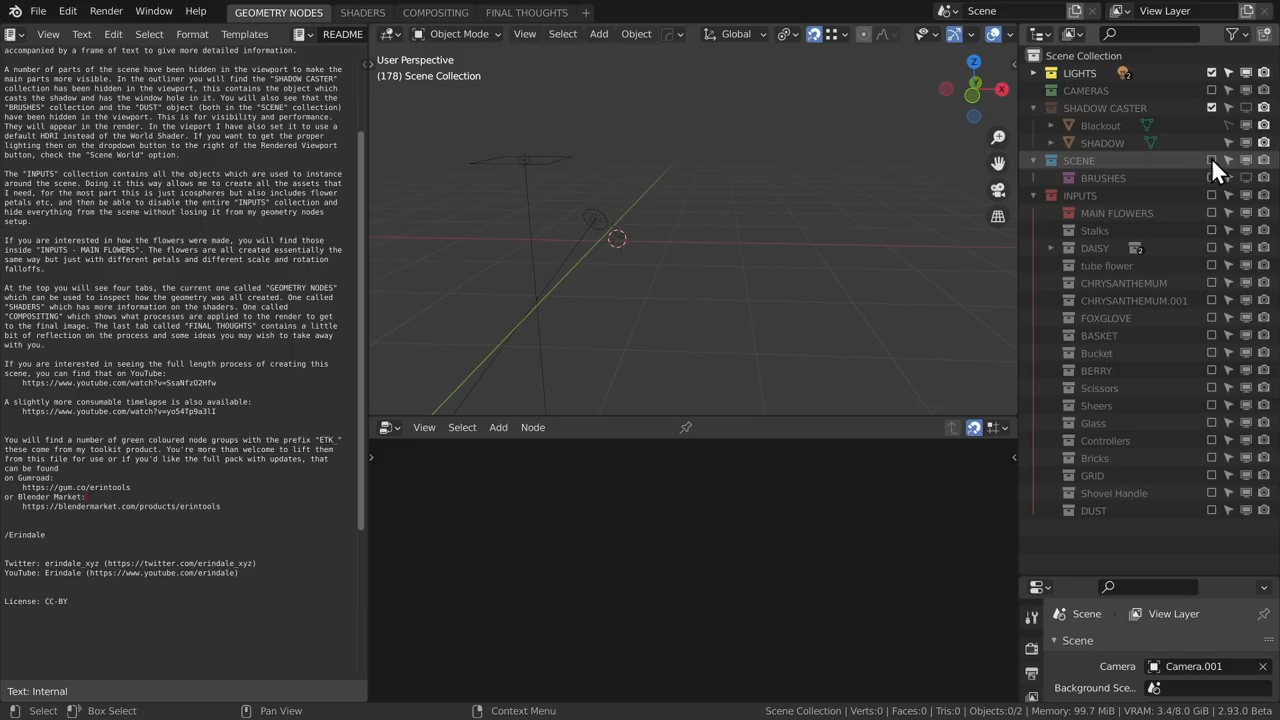 File Edit Render Window Help GEOMETRY NODES SHADERS COMPOSITING FINAL THOUGHTS + Scene View Layer
View Text Edit Select Format Templates README
Object Mode View Select Add Object Global
accompanied by a frame of text to give more detailed information.
A number of parts of the scene have been hidden in the viewport to make the
main parts more visible. In the outliner you will find the "SHADOW CASTER"
collection has been hidden in the viewport, this contains the object which
casts the shadow and has the window hole in it. You will also see that the
"BRUSHES" collection and the "DUST" object (both in the "SCENE" collection)
have been hidden in the viewport. This is for visibility and performance.
They will appear in the render. In the vieport I have also set it to use a
default HDRI instead of the World Shader. If you want to get the proper
lighting then on the dropdown to the right of the Rendered Viewport
button, check the "Scene World" option.
The "INPUTS" collection contains all the objects which are used to instance
around the scene. Doing it this way allows me to create all the assets that
I need, for the most part this is just icospheres but also includes flower
petals etc, and then be able to disable the entire "INPUTS" collection and
hide everything from the scene without losing it from my geometry nodes
setup.
If you are interested in how the flowers were made, you will find those
inside "INPUTS - MAIN FLOWERS". The flowers are all created essentially the
same way but just with different petals and different scale and rotation
falloffs.
At the top you will see four tabs, the current one called "GEOMETRY NODES"
which can be used to inspect how the geometry was all created. One called
"SHADERS" which has more information on the shaders. One called
"COMPOSITING" which shows what processes are applied to the render to get
to the final image. The last tab called "FINAL THOUGHTS" contains a little
bit of reflection on the process and some ideas you may wish to take away
with you.
If you are interested in seeing the full length process of creating this
scene, you can find that on YouTube:
https://www.youtube.com/watch?v=SsaNfzO2Hfw
A slightly more consumable timelapse is also available:
https://www.youtube.com/watch?v=yo54Tp9a3lI
You will find a number of green coloured node groups with the prefix "ETK_"
these come from my toolkit product. You're more than welcome to lift them
from this file for use or if you'd like the full pack with updates, that
can be found
on Gumroad:
https://gum.co/erintools
or Blender Market:
https://blendermarket.com/products/erintools
/Erindale
Twitter: erindale_xyz (https://twitter.com/erindale_xyz)
YouTube: Erindale (https://www.youtube.com/erindale)
License: CC-BY
Text: Internal
User Perspective
(178) Scene Collection
Z
Y
X
View Select Add Node
Scene Collection
LIGHTS 2
CAMERAS
SHADOW CASTER
Blackout
SHADOW
SCENE
BRUSHES
INPUTS
MAIN FLOWERS
Stalks
DAISY 2
tube flower
CHRYSANTHEMUM
CHRYSANTHEMUM.001
FOXGLOVE
BASKET
Bucket
BERRY
Scissors
Sheers
Glass
Controllers
Bricks
GRID
Shovel Handle
DUST
Scene View Layer
Scene
Camera Camera.001
Background Sce...
Select Box Select Pan View Context Menu Scene Collection | Verts:0 | Faces:0 | Tris:0 | Objects:0/2 | Memory: 99.7 MiB | VRAM: 3.4/8.0 GiB | 2.93.0 Beta